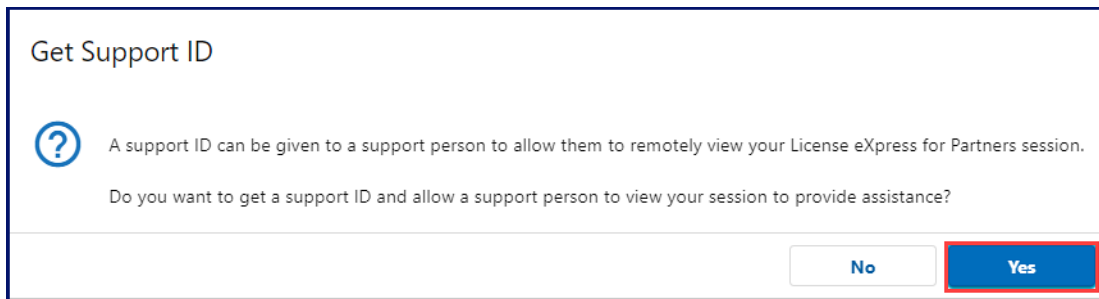 Get Support ID
A support ID can be given to a support person to allow them to remotely view your License eXpress for Partners session.
Do you want to get a support ID and allow a support person to view your session to provide assistance?
No
Yes